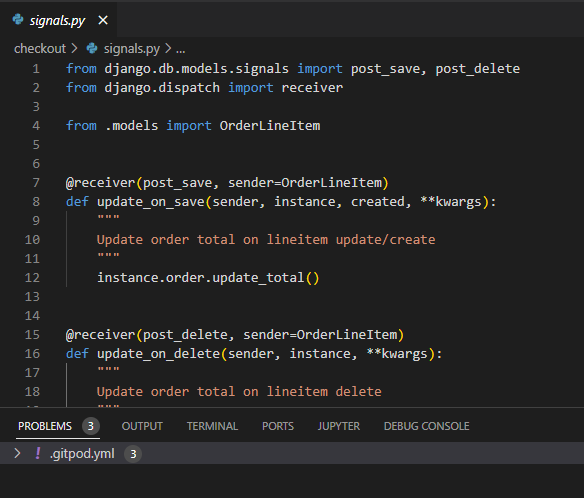 signals.py ×
checkout > signals.py > ...
1 from django.db.models.signals import post_save, post_delete
2 from django.dispatch import receiver
3
4 from .models import OrderLineItem
5
6
7 @receiver(post_save, sender=OrderLineItem)
8 def update_on_save(sender, instance, created, **kwargs):
9 """
10 Update order total on lineitem update/create
11 """
12 instance.order.update_total()
13
14
15 @receiver(post_delete, sender=OrderLineItem)
16 def update_on_delete(sender, instance, **kwargs):
17 """
18 Update order total on lineitem delete
"""
PROBLEMS 3 OUTPUT TERMINAL PORTS JUPYTER DEBUG CONSOLE
> ! .gitpod.yml 3